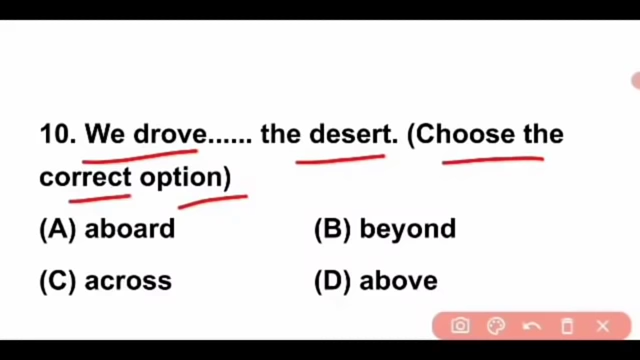 10. We drove...... the desert. (Choose the
correct option)
(A) aboard (B) beyond
(C) across (D) above